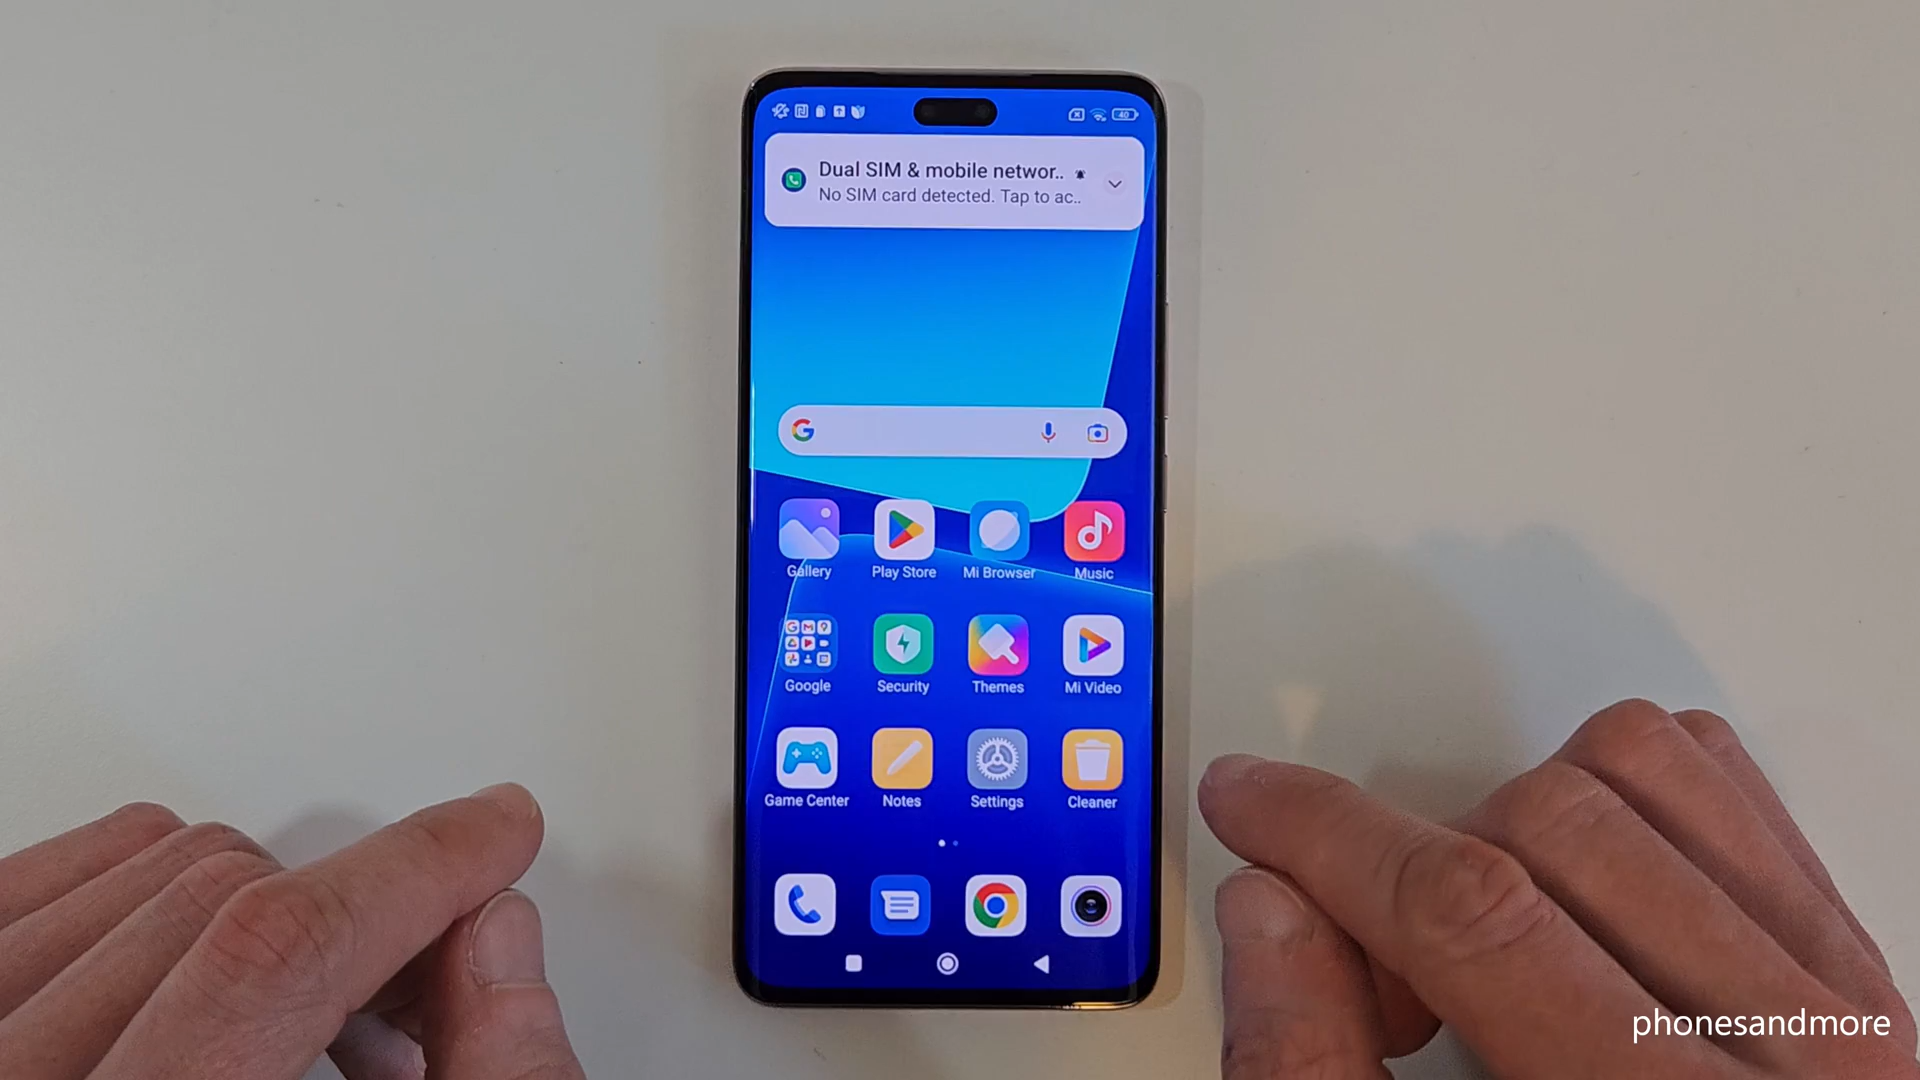 40
Dual SIM & mobile networ..
No SIM card detected. Tap to ac..
Gallery
Play Store
Mi Browser
Music
Google
Security
Themes
Mi Video
Game Center
Notes
Settings
Cleaner
phonesandmore